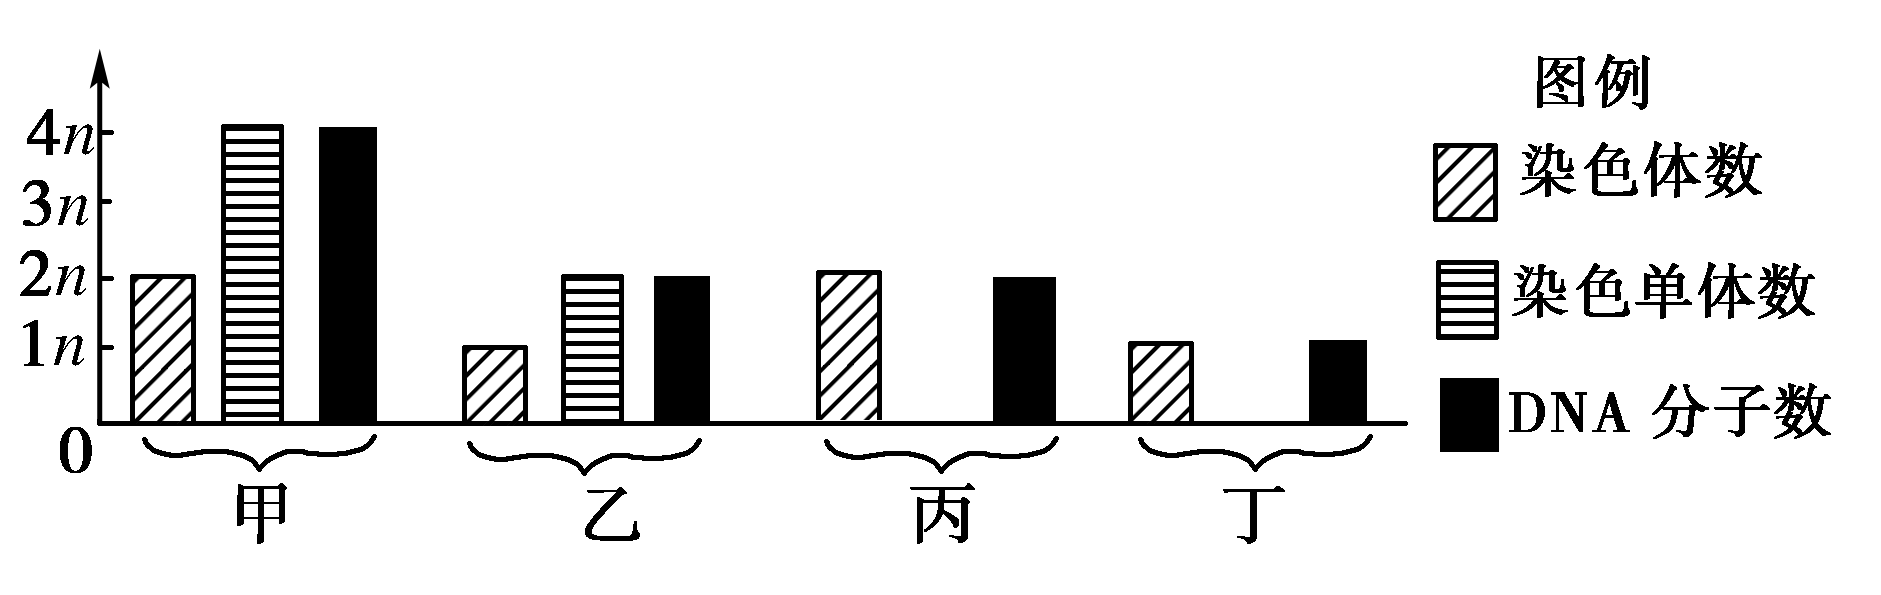 4n
3n
2n
1n
0
甲 乙 丙 丁
图例
染色体数
染色单体数
DNA 分子数